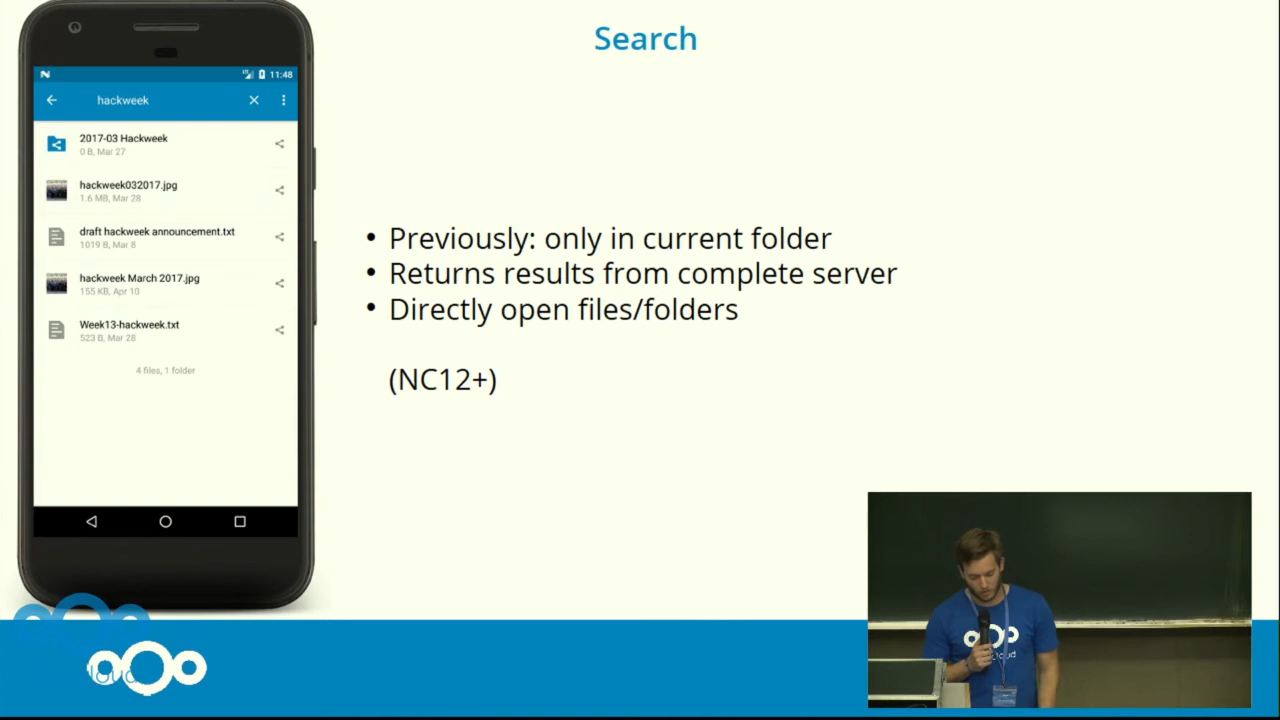 Search
11:48
hackweek
2017-03 Hackweek
0 B, Mar 27
hackweek032017.jpg
1.6 MB, Mar 28
draft hackweek announcement.txt
1019 B, Mar 8
hackweek March 2017.jpg
155 KB, Apr 10
Week13-hackweek.txt
523 B, Mar 28
4 files, 1 folder
• Previously: only in current folder
• Returns results from complete server
• Directly open files/folders
(NC12+)